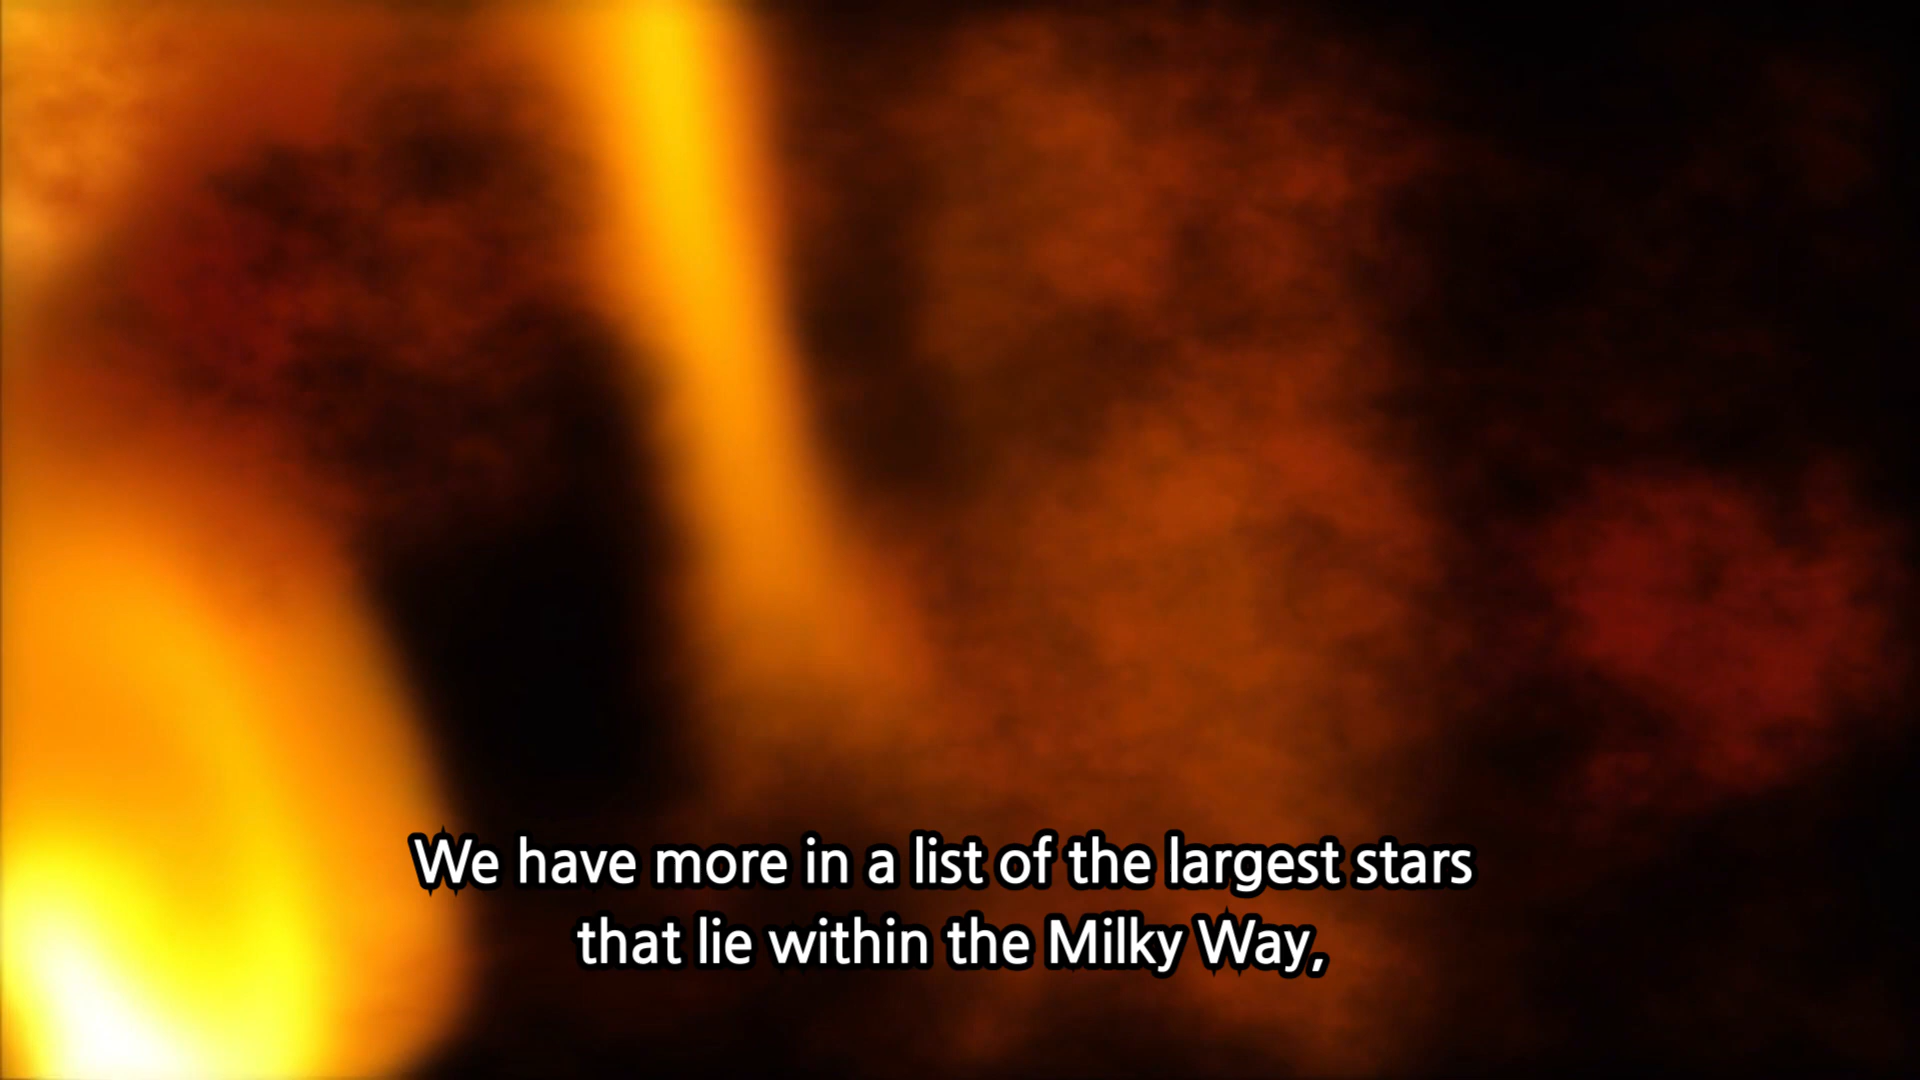 We have more in a list of the largest stars
that lie within the Milky Way,